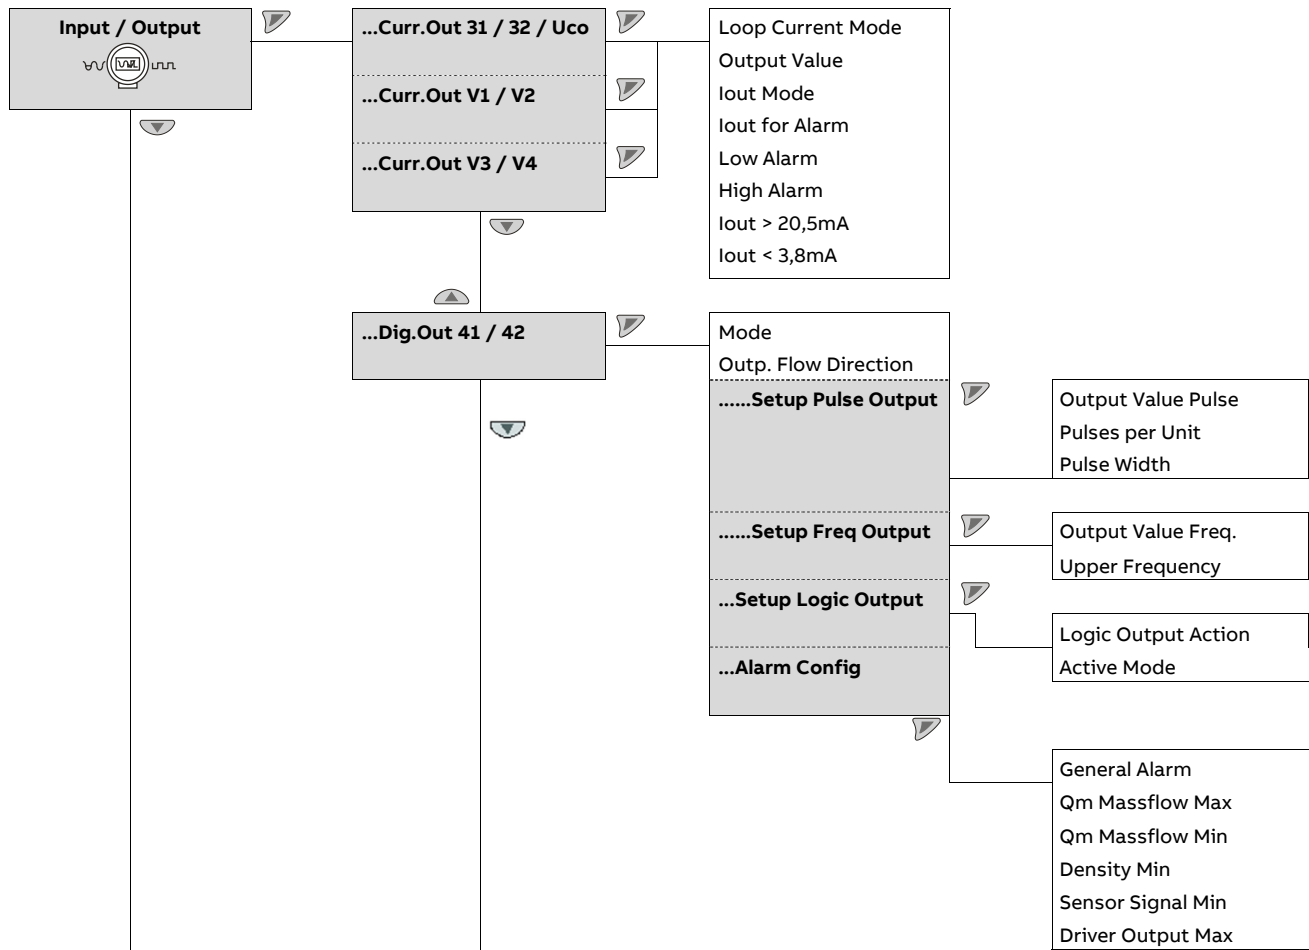 Input / Output
...Curr.Out 31 / 32 / Uco
...Curr.Out V1 / V2
...Curr.Out V3 / V4
Loop Current Mode
Output Value
Iout Mode
Iout for Alarm
Low Alarm
High Alarm
Iout > 20,5mA
Iout < 3,8mA
...Dig.Out 41 / 42
Mode
Outp. Flow Direction
......Setup Pulse Output
Output Value Pulse
Pulses per Unit
Pulse Width
......Setup Freq Output
Output Value Freq.
Upper Frequency
...Setup Logic Output
Logic Output Action
Active Mode
...Alarm Config
General Alarm
Qm Massflow Max
Qm Massflow Min
Density Min
Sensor Signal Min
Driver Output Max